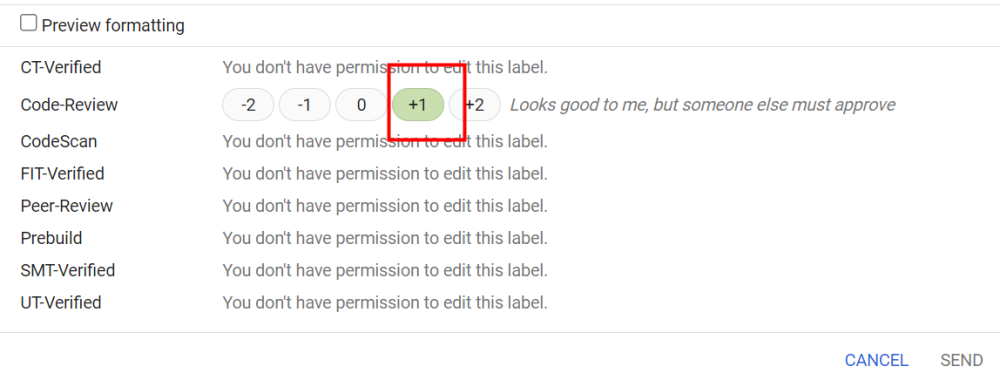 Preview formatting
CT-Verified You don't have permission to edit this label.
Code-Review -2 -1 0 +1 +2 Looks good to me, but someone else must approve
CodeScan You don't have permission to edit this label.
FIT-Verified You don't have permission to edit this label.
Peer-Review You don't have permission to edit this label.
Prebuild You don't have permission to edit this label.
SMT-Verified You don't have permission to edit this label.
UT-Verified You don't have permission to edit this label.
CANCEL SEND